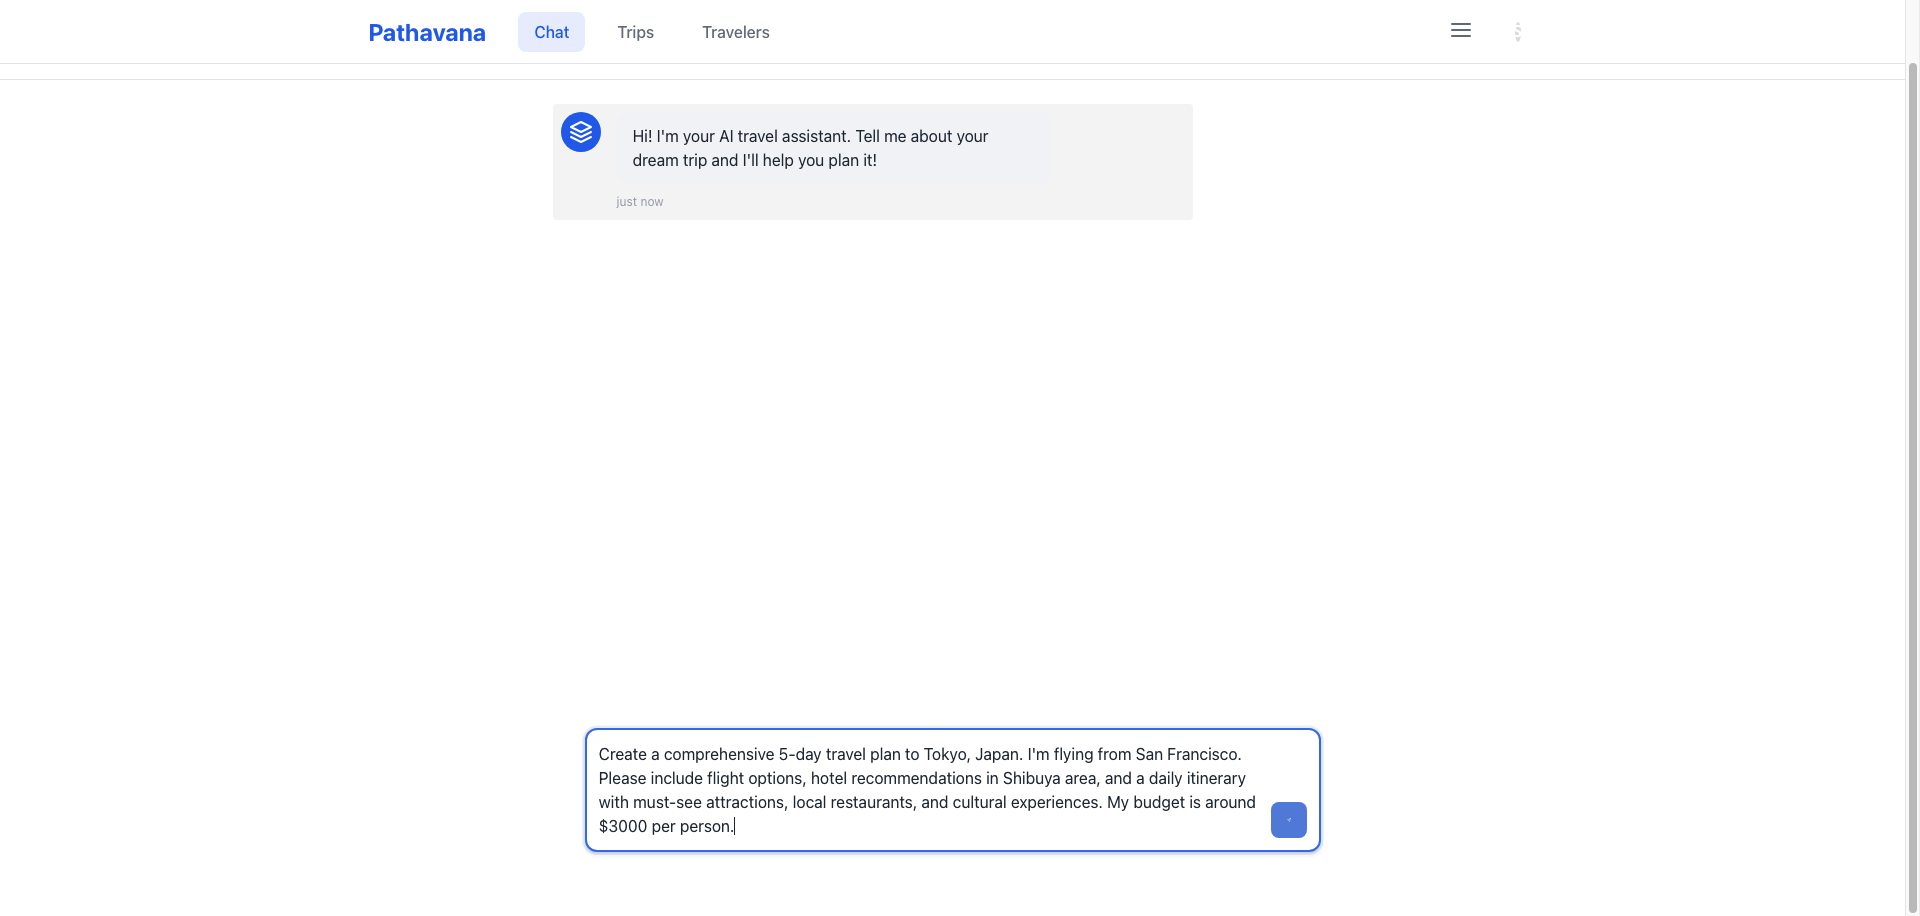 Pathavana
Chat
Trips
Travelers
Hi! I'm your AI travel assistant. Tell me about your
dream trip and I'll help you plan it!
just now
Create a comprehensive 5-day travel plan to Tokyo, Japan. I'm flying from San Francisco.
Please include flight options, hotel recommendations in Shibuya area, and a daily itinerary
with must-see attractions, local restaurants, and cultural experiences. My budget is around
$3000 per person.